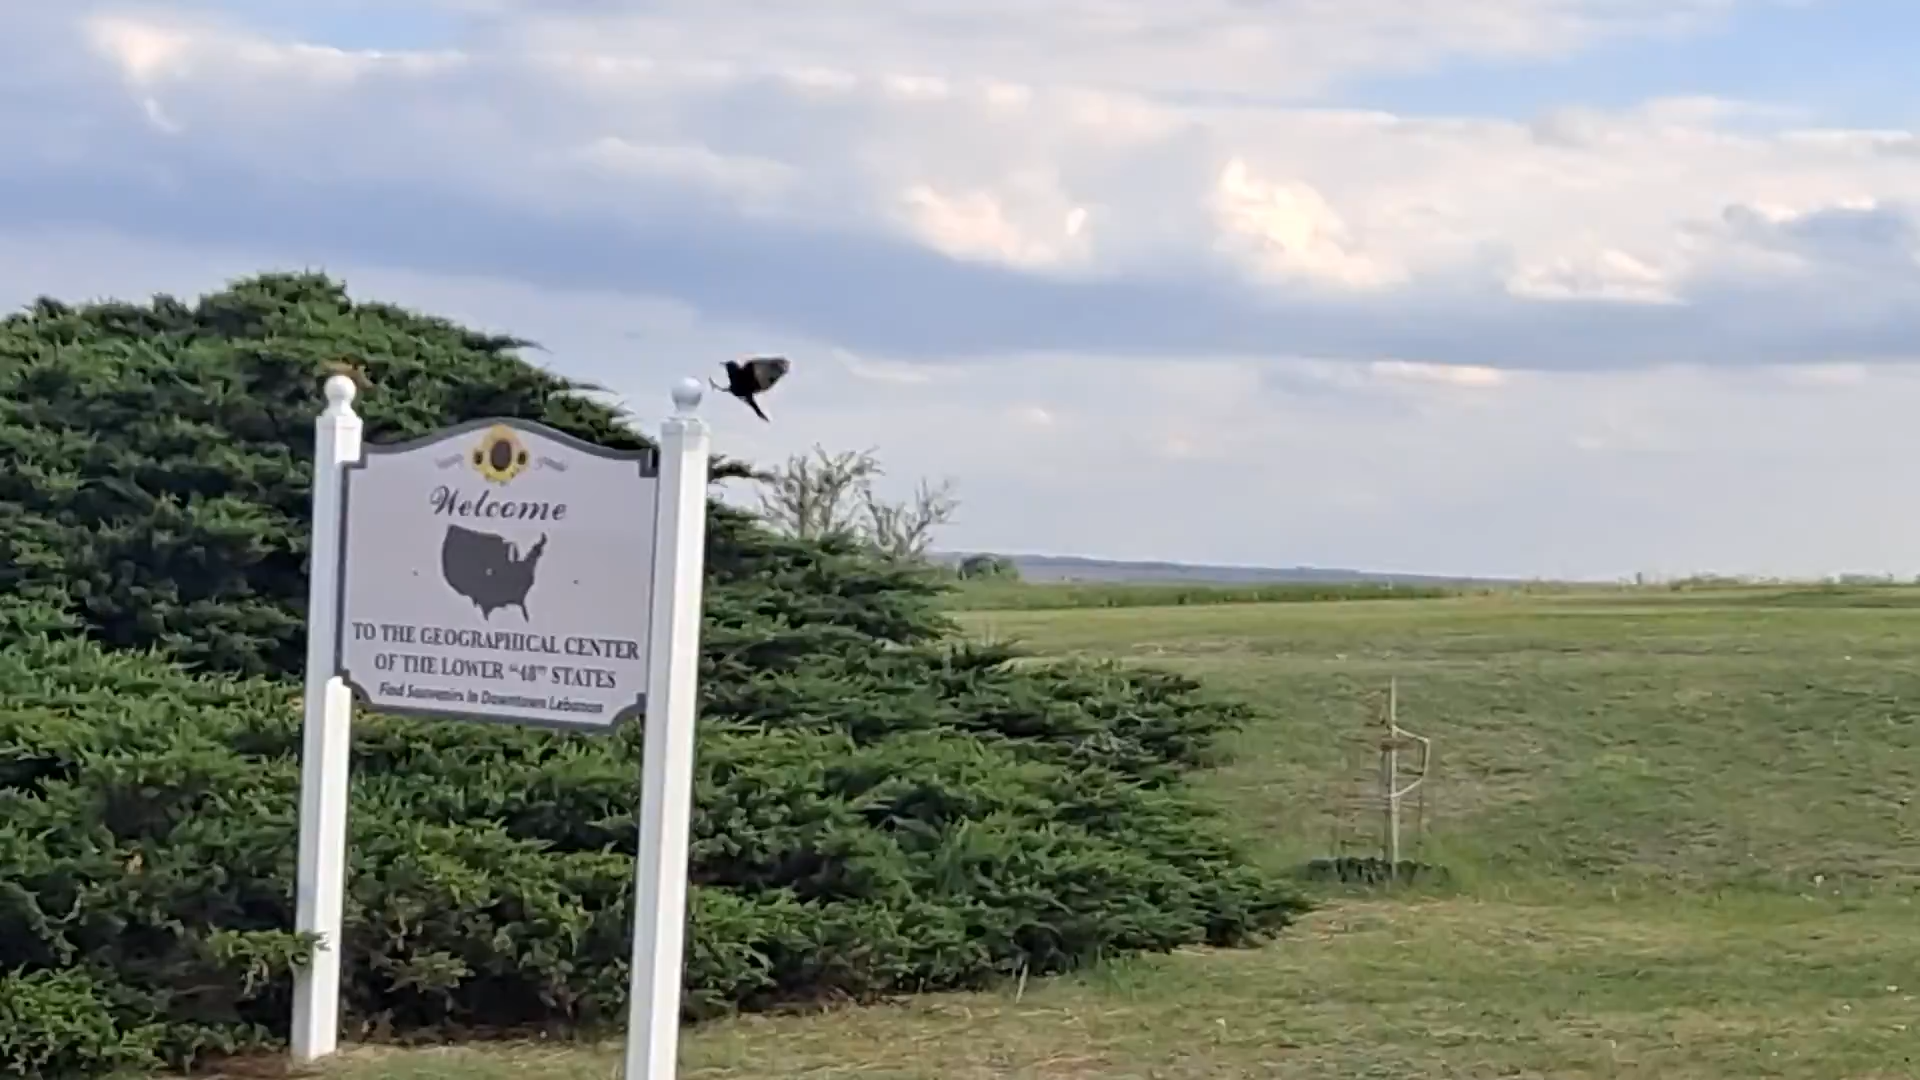 Welcome
TO THE GEOGRAPHICAL CENTER
OF THE LOWER “48” STATES
Find Souvenirs In Downtown Lebanon